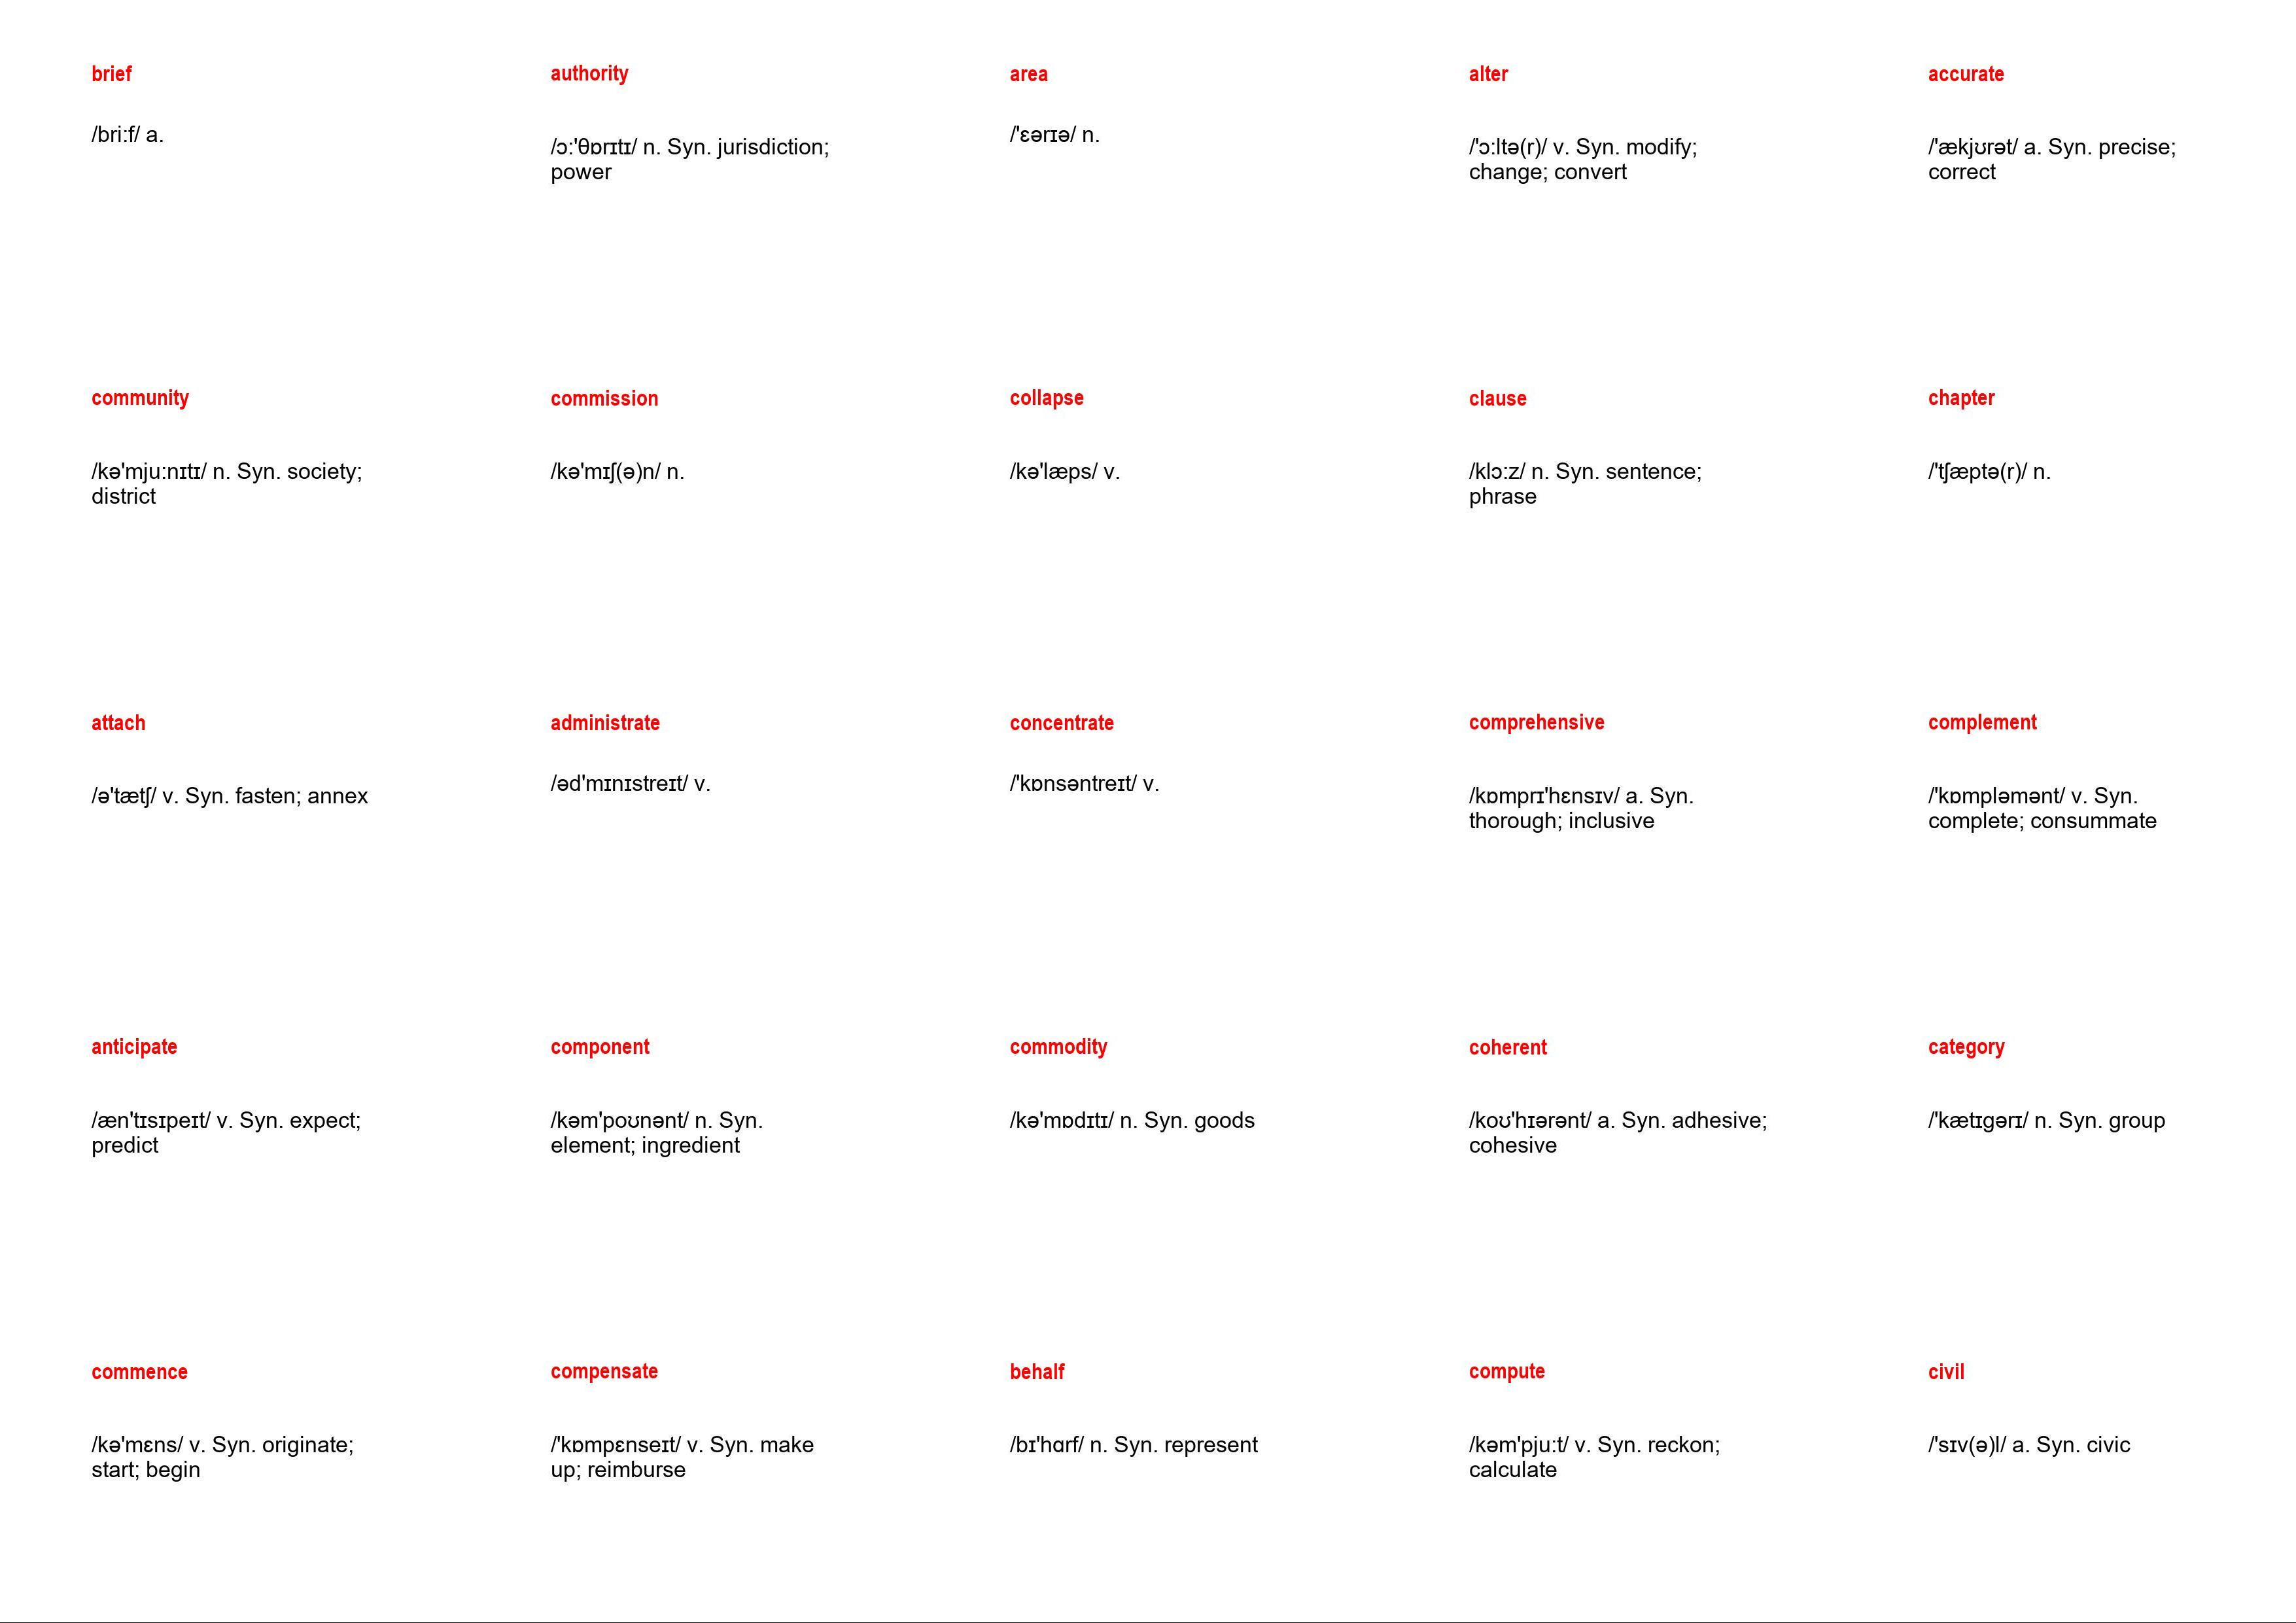 brief
/bri:f/ a.
authority
/ɔ:'θɒrɪtɪ/ n. Syn. jurisdiction;
power
area
/'ɛərɪə/ n.
alter
/'ɔ:ltə(r)/ v. Syn. modify;
change; convert
accurate
/'ækjʊrət/ a. Syn. precise;
correct
community
/kə'mju:nɪtɪ/ n. Syn. society;
district
commission
/kə'mɪʃ(ə)n/ n.
collapse
/kə'læps/ v.
clause
/klɔ:z/ n. Syn. sentence;
phrase
chapter
/'tʃæptə(r)/ n.
attach
/ə'tætʃ/ v. Syn. fasten; annex
administrate
/əd'mɪnɪstreɪt/ v.
concentrate
/'kɒnsəntreɪt/ v.
comprehensive
/kɒmprɪ'hɛnsɪv/ a. Syn.
thorough; inclusive
complement
/'kɒmpləmənt/ v. Syn.
complete; consummate
anticipate
/æn'tɪsɪpeɪt/ v. Syn. expect;
predict
component
/kəm'poʊnənt/ n. Syn.
element; ingredient
commodity
/kə'mɒdɪtɪ/ n. Syn. goods
coherent
/koʊ'hɪərənt/ a. Syn. adhesive;
cohesive
category
/'kætɪgərɪ/ n. Syn. group
commence
/kə'mɛns/ v. Syn. originate;
start; begin
compensate
/'kɒmpɛnseɪt/ v. Syn. make
up; reimburse
behalf
/bɪ'hɑrf/ n. Syn. represent
compute
/kəm'pju:t/ v. Syn. reckon;
calculate
civil
/'sɪv(ə)l/ a. Syn. civic